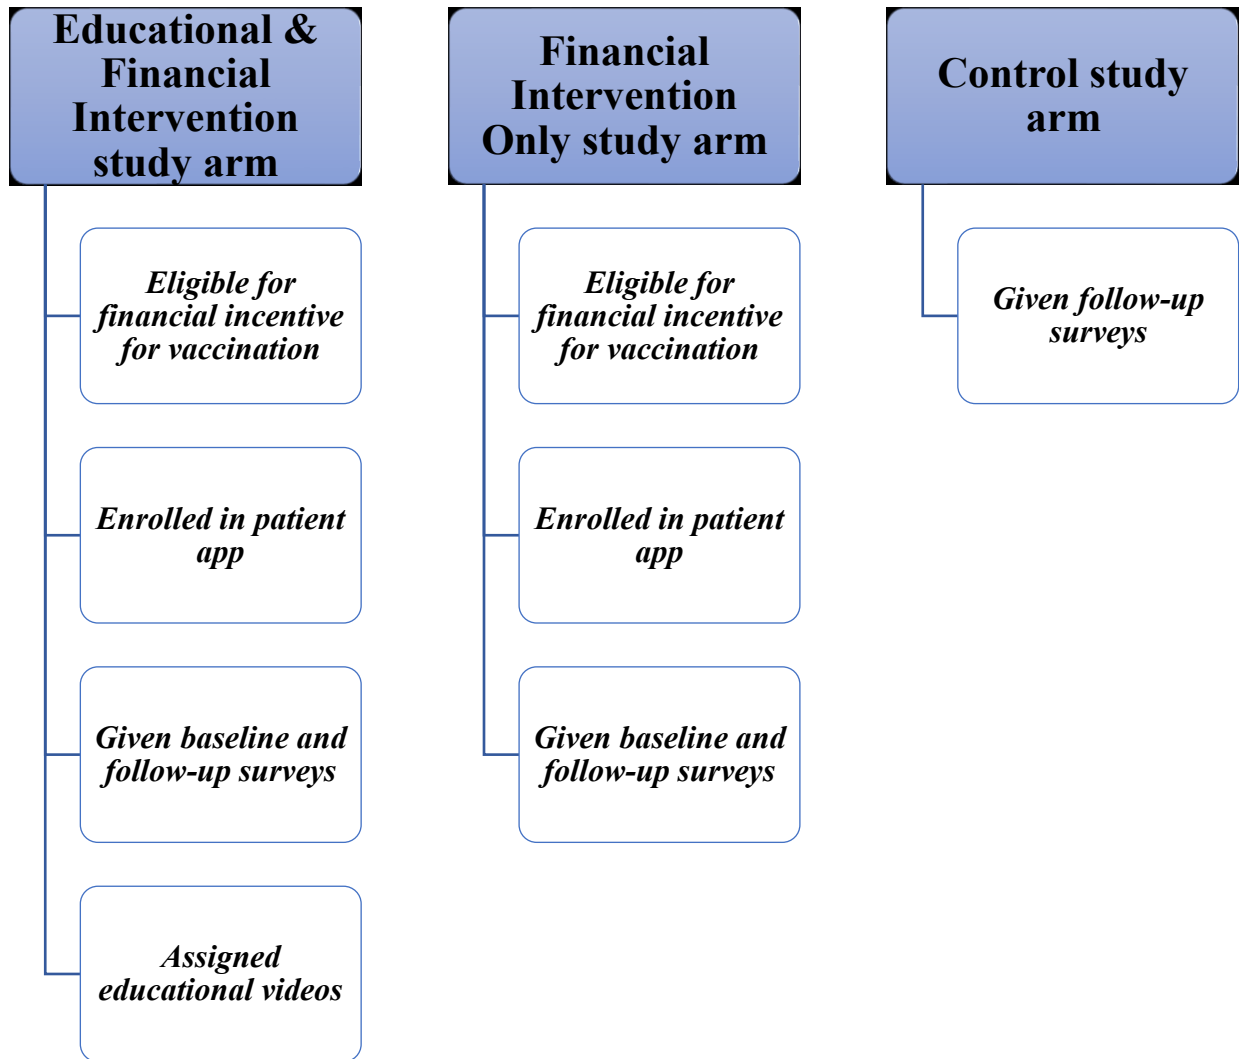 Educational &
Financial
Intervention
study arm
Eligible for
financial incentive
for vaccination
Enrolled in patient
app
Given baseline and
follow-up surveys
Assigned
educational videos
Financial
Intervention
Only study arm
Eligible for
financial incentive
for vaccination
Enrolled in patient
app
Given baseline and
follow-up surveys
Control study
arm
Given follow-up
surveys